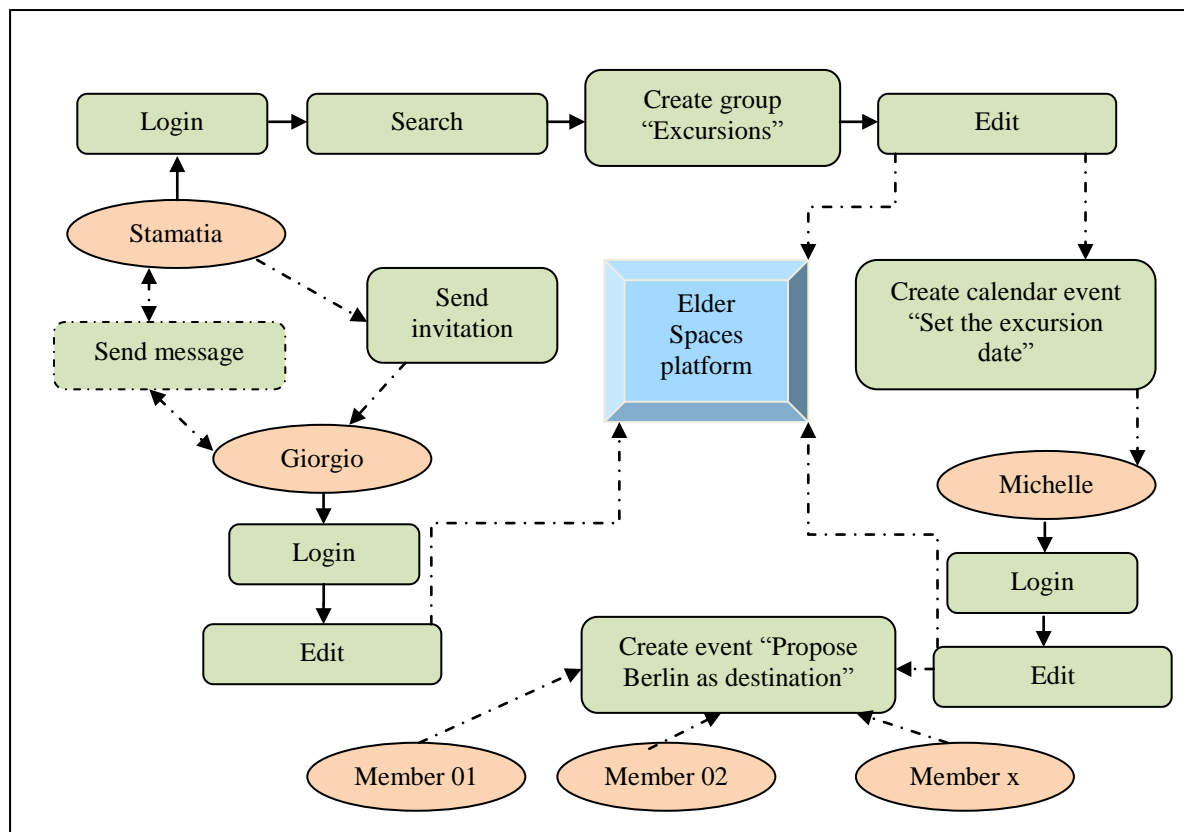 Login
Search
Create group
“Excursions”
Edit
Stamatia
Send
invitation
Send message
Elder
Spaces
platform
Create calendar event
“Set the excursion
date”
Giorgio
Michelle
Login
Login
Edit
Create event “Propose
Berlin as destination”
Edit
Member 01
Member 02
Member x